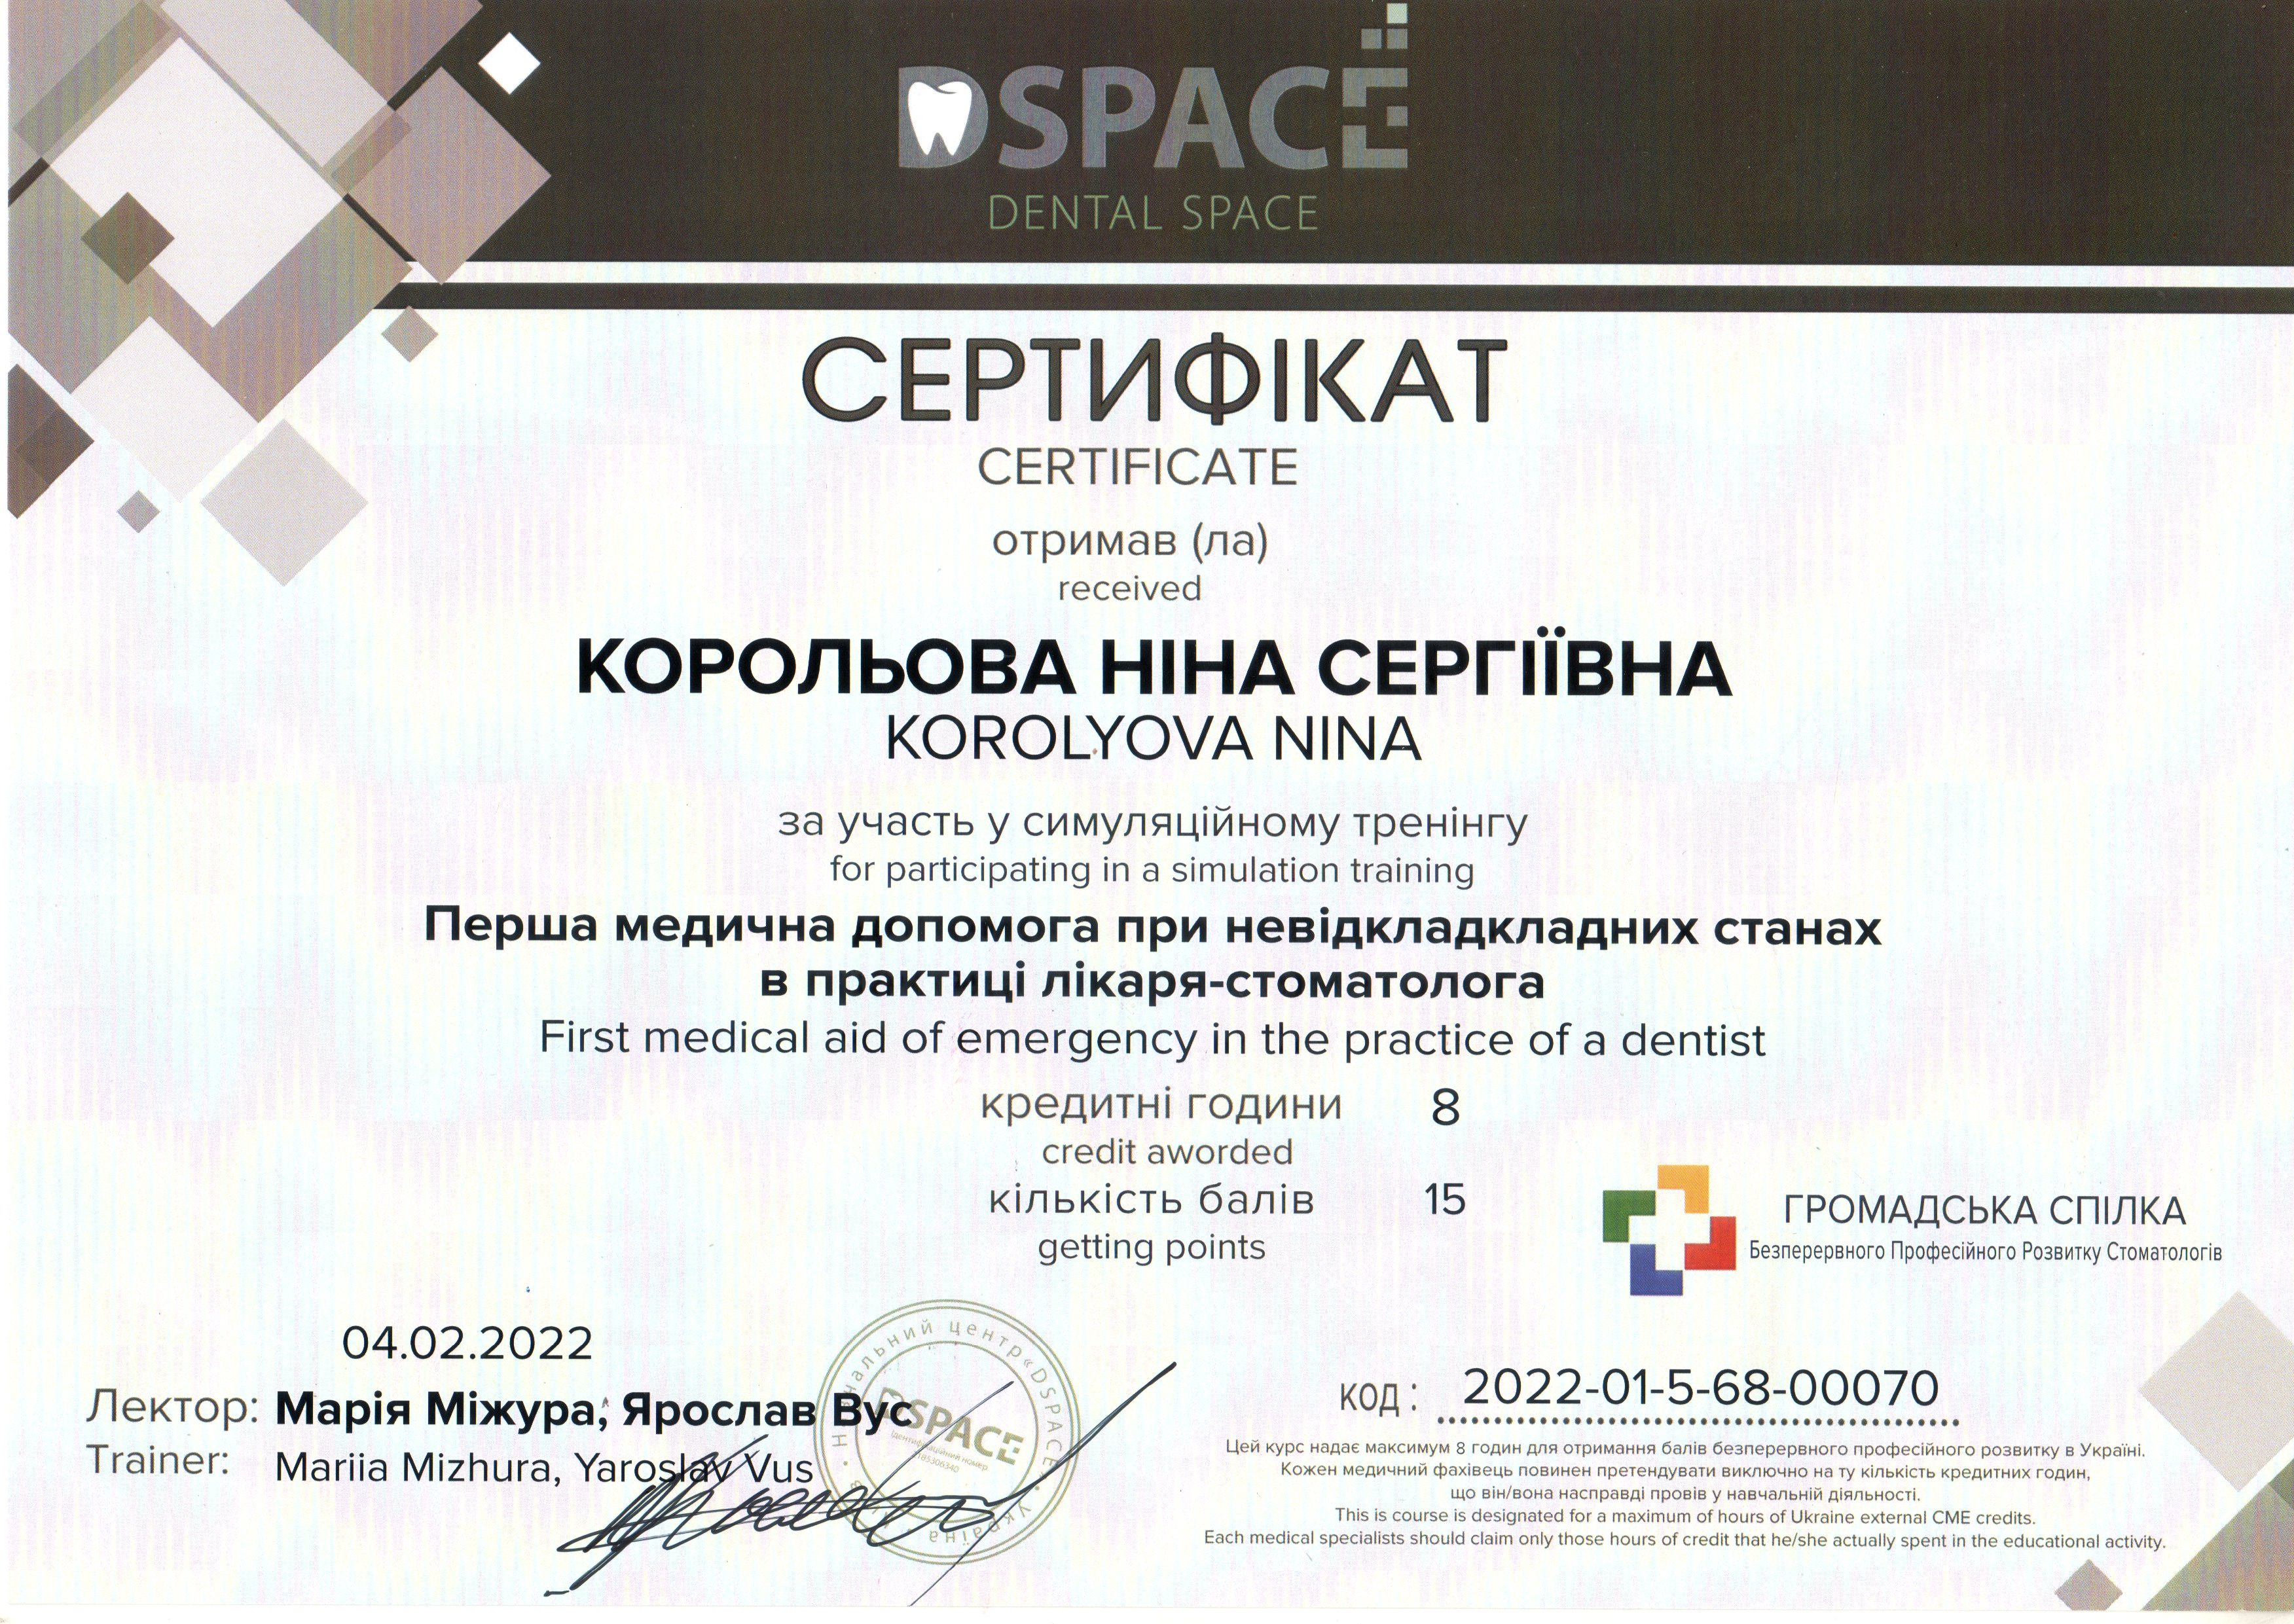 DSPACE
DENTAL SPACE
СЕРТИФІКАТ
CERTIFICATE
отримав (ла)
received
КОРОЛЬОВА НІНА СЕРГІЇВНА
KOROLYOVA NINA
за участь у симуляційному тренінгу
for participating in a simulation training
Перша медична допомога при невідкладкладних станах
в практиці лікаря-стоматолога
First medical aid of emergency in the practice of a dentist
кредитні години 8
credit aworded
кількість балів 15
getting points
ГРОМАДСЬКА СПІЛКА
Безперервного Професійного Розвитку Стоматологів
04.02.2022
Лектор: Марія Міжура, Ярослав Вус
Trainer: Mariia Mizhura, Yaroslav Vus
Навчальний центр «DSPACE» • Україна
DSPACE
ідентифікаційний номер
КОД : 2022-01-5-68-00070
Цей курс надає максимум 8 годин для отримання балів безперервного професійного розвитку в Україні.
Кожен медичний фахівець повинен претендувати виключно на ту кількість кредитних годин,
що він/вона насправді провів у навчальній діяльності.
This is course is designated for a maximum of hours of Ukraine external CME credits.
Each medical specialists should claim only those hours of credit that he/she actually spent in the educational activity.